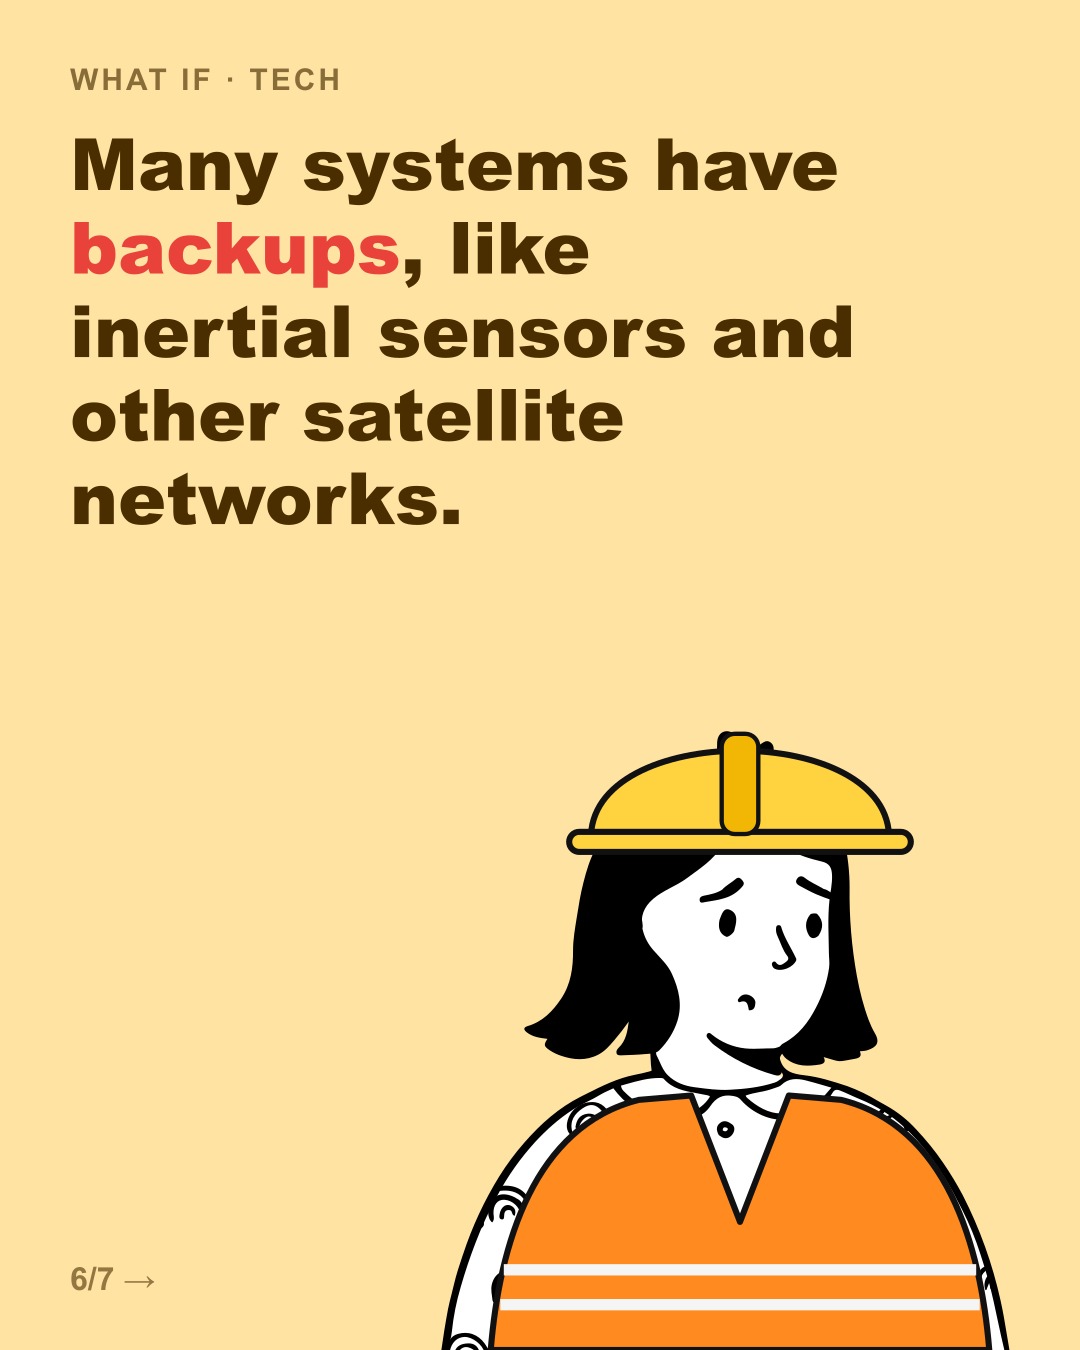 WHAT IF · TECH
Many systems have
backups, like
inertial sensors and
other satellite
networks.
6/7 →